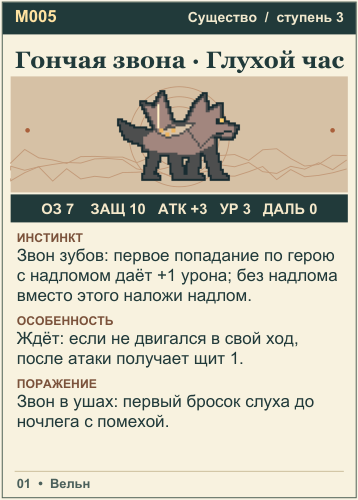 M005
Существо / ступень 3
Гончая звона · Глухой час
ОЗ 7 ЗАЩ 10 АТК +3 УР 3 ДАЛЬ 0
ИНСТИНКТ
Звон зубов: первое попадание по герою
с надломом даёт +1 урона; без надлома
вместо этого наложи надлом.
ОСОБЕННОСТЬ
Ждёт: если не двигался в свой ход,
после атаки получает щит 1.
ПОРАЖЕНИЕ
Звон в ушах: первый бросок слуха до
ночлега с помехой.
01 • Вельн